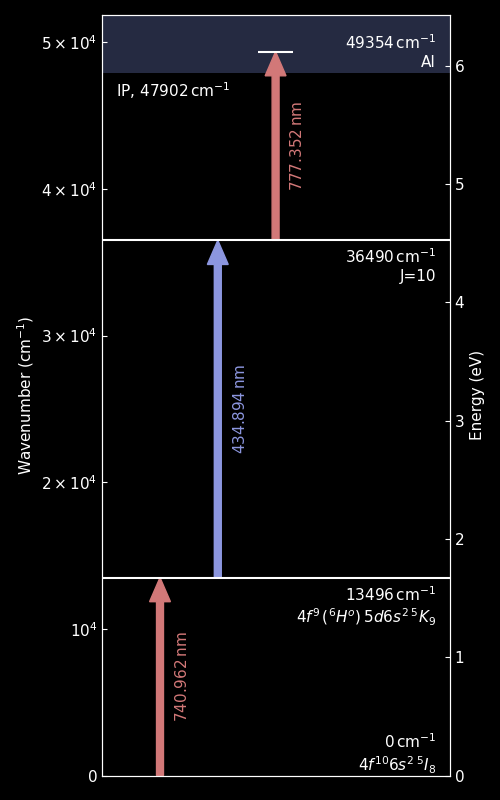 5 × 10⁴
49354 cm⁻¹
AI
6
IP, 47902 cm⁻¹
777.352 nm
4 × 10⁴
5
36490 cm⁻¹
J=10
4
3 × 10⁴
Wavenumber (cm⁻¹)
434.894 nm
Energy (eV)
3
2 × 10⁴
2
13496 cm⁻¹
4f⁹(⁶Hᵒ) 5d6s² ⁵K₉
10⁴
740.962 nm
1
0 cm⁻¹
4f¹⁰6s² ⁵I₈
0
0